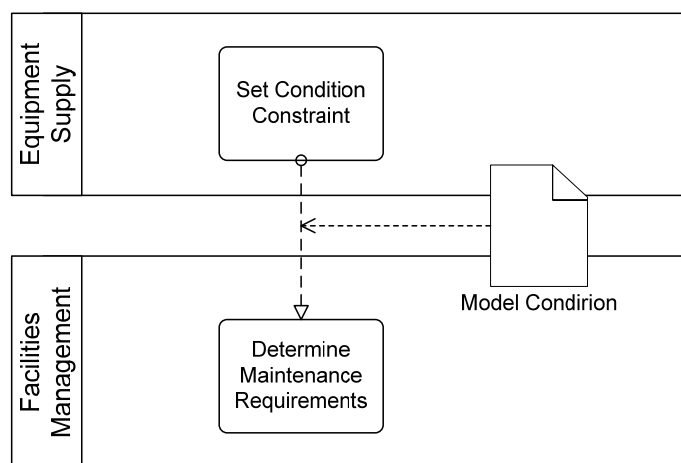 Equipment
Supply
Set Condition
Constraint
Model Condirion
Facilities
Management
Determine
Maintenance
Requirements